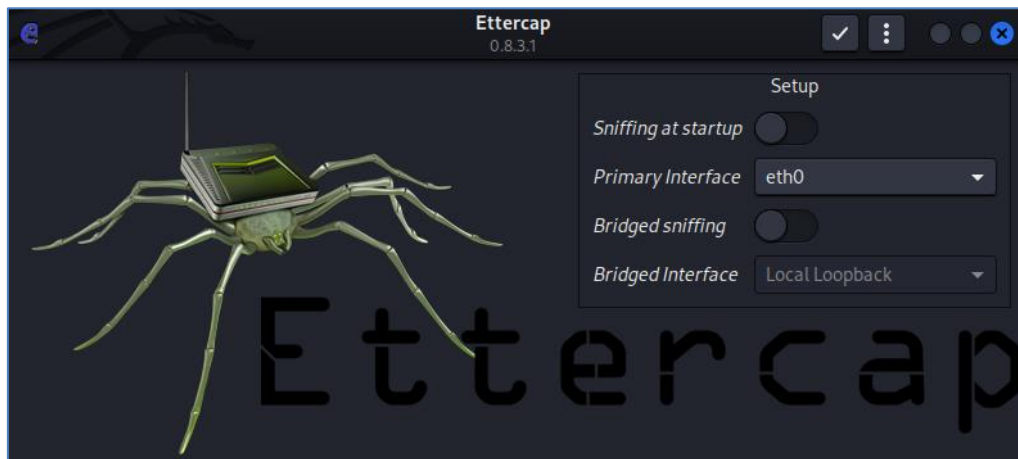 Ettercap
0.8.3.1
Setup
Sniffing at startup
Primary Interface eth0
Bridged sniffing
Bridged Interface Local Loopback
Ettercap